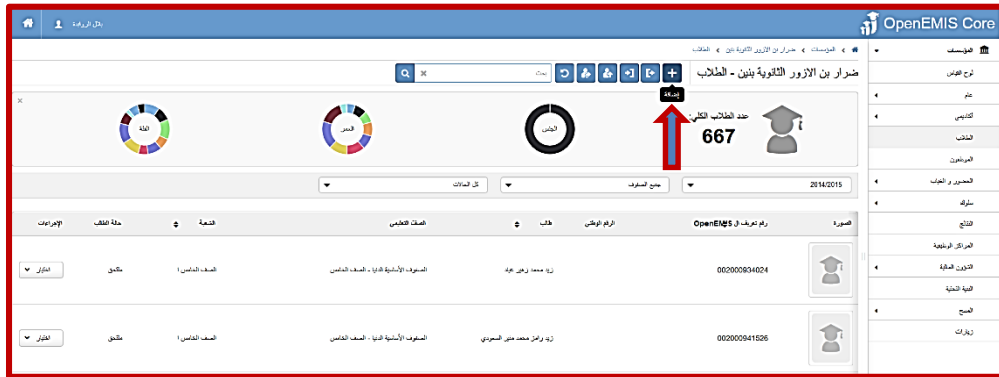 OpenEMIS Core
المؤسسات
المؤسسات > ضرار بن الازور الثانوية بنين > الطلاب
ضرار بن الازور الثانوية بنين - الطلاب
بحث
إضافة
عدد الطلاب الكلي:
667
الجنس
العمر
2014/2015
جميع الصفوف
كل الحالات
الصورة
رقم تعريف ال OpenEMIS
الرقم الوطني
طالب
الصف التعليمي
الشعبة
حالة الطالب
الإجراءات
002000934024
زيد محمد زهير عياد
الصفوف الأساسية الدنيا - الصف الخامس
الصف الخامس ا
ملتحق
اختيار
002000941526
زيد رامز محمد منير السعودي
الصفوف الأساسية الدنيا - الصف الخامس
الصف الخامس ا
ملتحق
اختيار
لوح القياس
عام
أكاديمي
الطلاب
الموظفون
الحضور و الغياب
سلوك
النتائج
المراكز الوظيفية
الشؤون المالية
البنية التحتية
المسح
زيارات